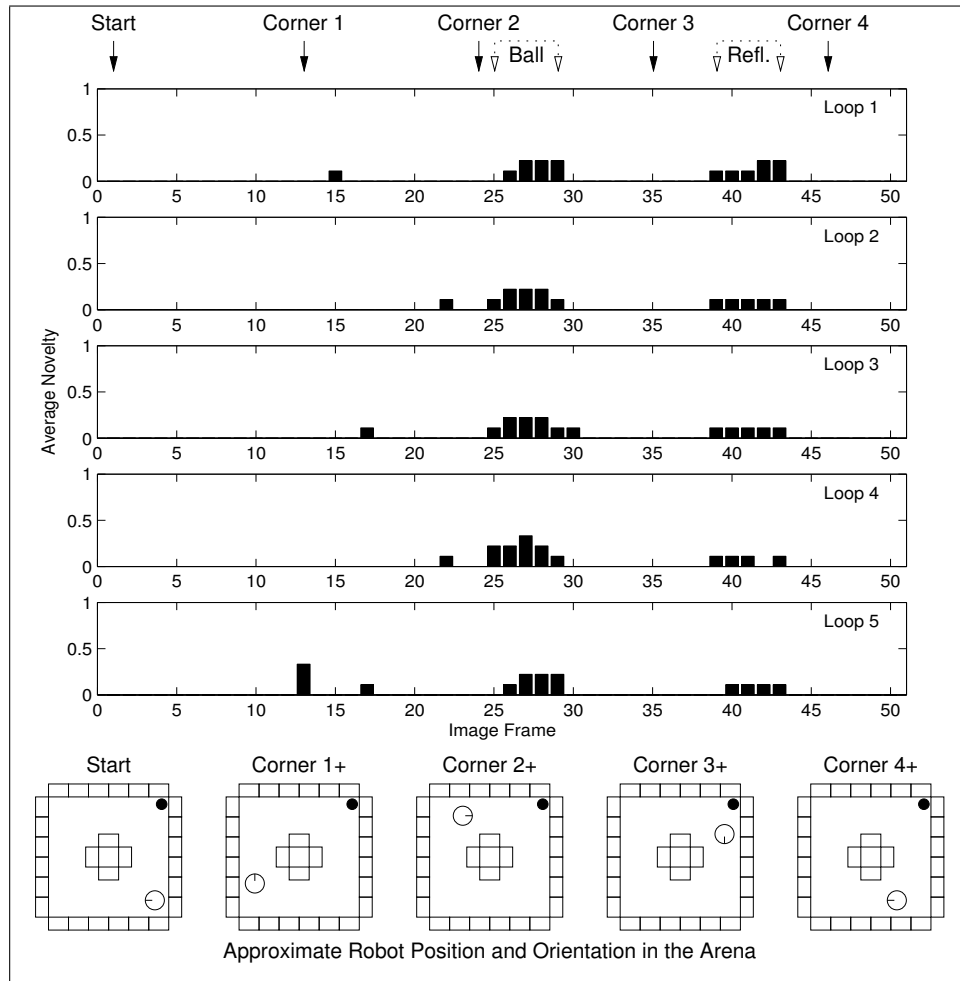 Start Corner 1 Corner 2 Corner 3 Corner 4
Ball Refl.
Average Novelty
1
0.5
0
Loop 1
0 5 10 15 20 25 30 35 40 45 50
1
0.5
0
Loop 2
0 5 10 15 20 25 30 35 40 45 50
1
0.5
0
Loop 3
0 5 10 15 20 25 30 35 40 45 50
1
0.5
0
Loop 4
0 5 10 15 20 25 30 35 40 45 50
1
0.5
0
Loop 5
0 5 10 15 20 25 30 35 40 45 50
Image Frame
Start Corner 1+ Corner 2+ Corner 3+ Corner 4+
Approximate Robot Position and Orientation in the Arena